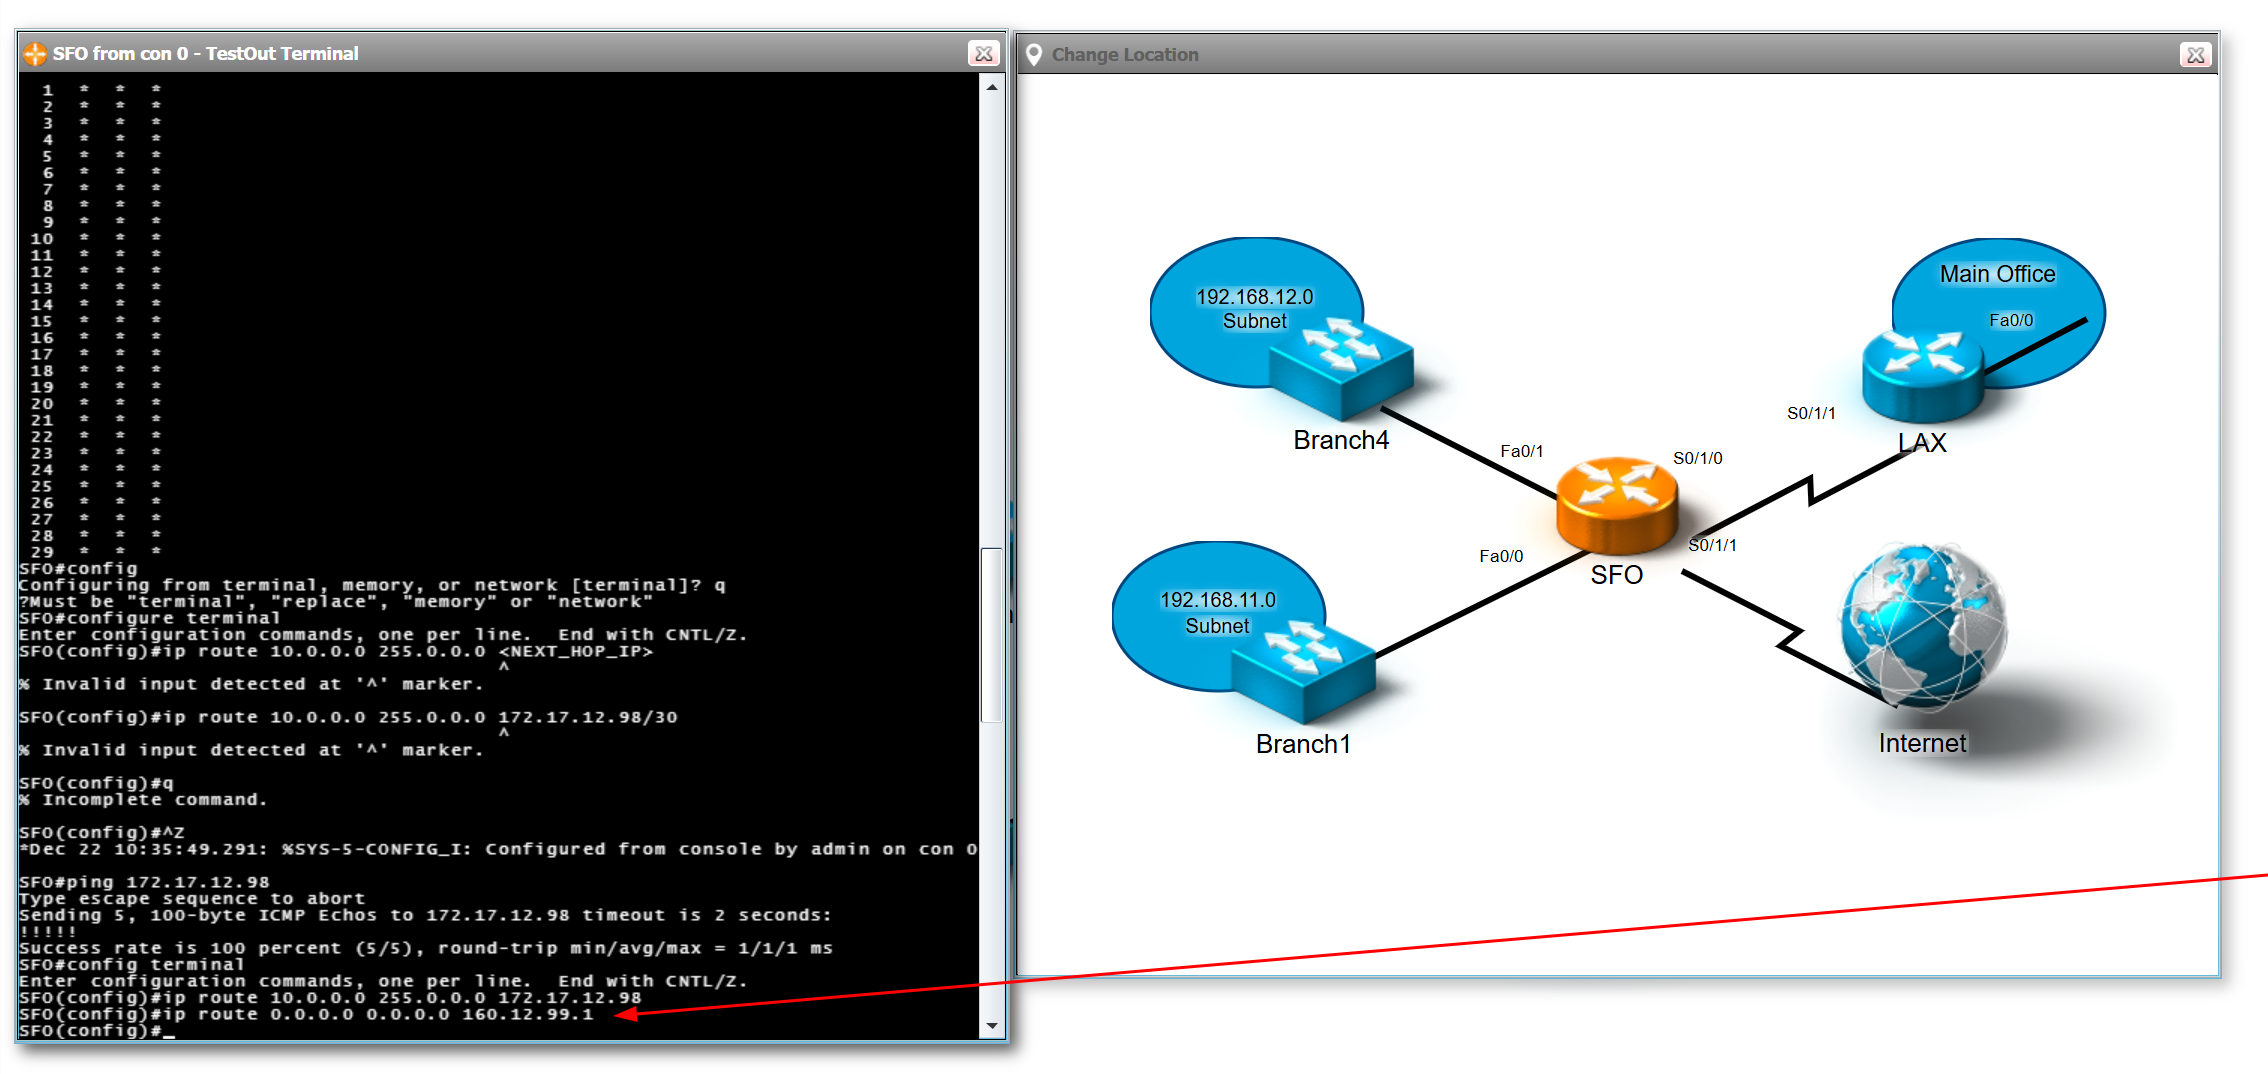 SFO from con 0 - TestOut Terminal
1 * * *
2 * * *
3 * * *
4 * * *
5 * * *
6 * * *
7 * * *
8 * * *
9 * * *
10 * * *
11 * * *
12 * * *
13 * * *
14 * * *
15 * * *
16 * * *
17 * * *
18 * * *
19 * * *
20 * * *
21 * * *
22 * * *
23 * * *
24 * * *
25 * * *
26 * * *
27 * * *
28 * * *
29 * * *
SFO#config
Configuring from terminal, memory, or network [terminal]? q
?Must be "terminal", "replace", "memory" or "network"
SFO#configure terminal
Enter configuration commands, one per line.  End with CNTL/Z.
SFO(config)#ip route 10.0.0.0 255.0.0.0 <NEXT_HOP_IP>
^
% Invalid input detected at '^' marker.
SFO(config)#ip route 10.0.0.0 255.0.0.0 172.17.12.98/30
^
% Invalid input detected at '^' marker.
SFO(config)#q
% Incomplete command.
SFO(config)#^Z
*Dec 22 10:35:49.291: %SYS-5-CONFIG_I: Configured from console by admin on con 0
SFO#ping 172.17.12.98
Type escape sequence to abort
Sending 5, 100-byte ICMP Echos to 172.17.12.98 timeout is 2 seconds:
!!!!!
Success rate is 100 percent (5/5), round-trip min/avg/max = 1/1/1 ms
SFO#config terminal
Enter configuration commands, one per line.  End with CNTL/Z.
SFO(config)#ip route 10.0.0.0 255.0.0.0 172.17.12.98
SFO(config)#ip route 0.0.0.0 0.0.0.0 160.12.99.1
SFO(config)#_
Change Location
192.168.12.0
Subnet
Branch4
Main Office
Fa0/0
S0/1/1
LAX
Fa0/1
S0/1/0
Fa0/0
S0/1/1
SFO
192.168.11.0
Subnet
Branch1
Internet